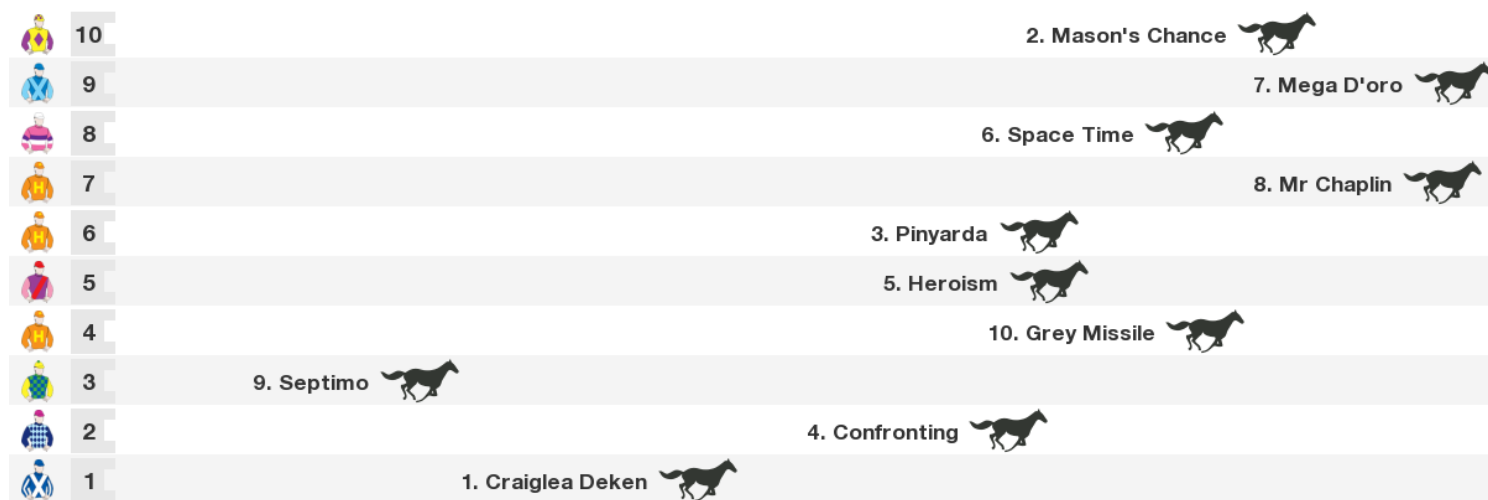 10 2. Mason's Chance
9 7. Mega D'oro
8 6. Space Time
H 7 8. Mr Chaplin
H 6 3. Pinyarda
5 5. Heroism
H 4 10. Grey Missile
3 9. Septimo
2 4. Confronting
1 1. Craiglea Deken